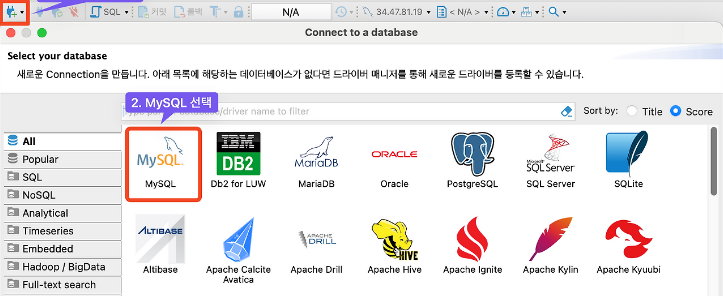 SQL
커밋
롤백
T
N/A
34.47.81.19
< N/A >
Connect to a database
Select your database
새로운 Connection을 만듭니다. 아래 목록에 해당하는 데이터베이스가 없다면 드라이버 매니저를 통해 새로운 드라이버를 등록할 수 있습니다.
2. MySQL 선택
database/driver name to filter
Sort by:
Title
Score
All
Popular
SQL
NoSQL
Analytical
Timeseries
Embedded
Hadoop / BigData
Full-text search
MySQL
IBM DB2
MariaDB
ORACLE
Microsoft SQL Server
MySQL
Db2 for LUW
MariaDB
Oracle
PostgreSQL
SQL Server
SQLite
ALTIBASE
APACHE DRILL
HIVE
Altibase
Apache Calcite Avatica
Apache Drill
Apache Hive
Apache Ignite
Apache Kylin
Apache Kyuubi